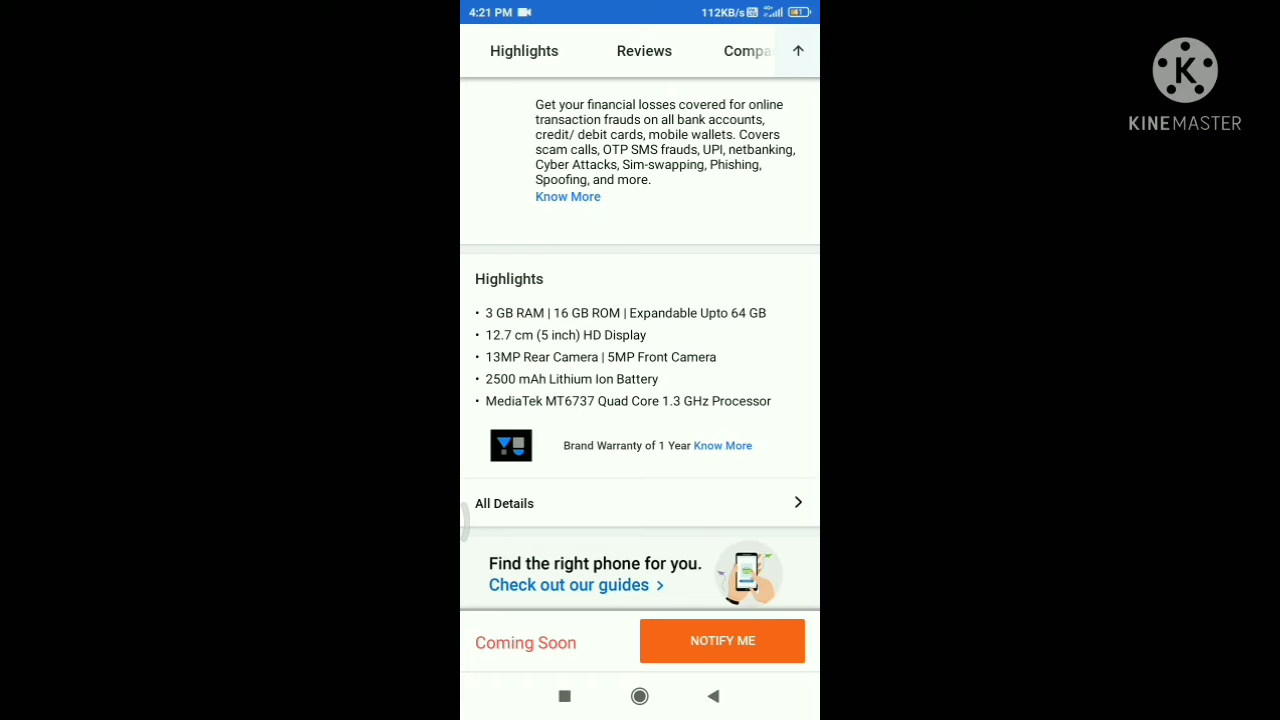 4:21 PM 112KB/s 4G+ 41
Highlights Reviews Compa
K
KINEMASTER
Get your financial losses covered for online
transaction frauds on all bank accounts,
credit/ debit cards, mobile wallets. Covers
scam calls, OTP SMS frauds, UPI, netbanking,
Cyber Attacks, Sim-swapping, Phishing,
Spoofing, and more.
Know More
Highlights
• 3 GB RAM | 16 GB ROM | Expandable Upto 64 GB
• 12.7 cm (5 inch) HD Display
• 13MP Rear Camera | 5MP Front Camera
• 2500 mAh Lithium Ion Battery
• MediaTek MT6737 Quad Core 1.3 GHz Processor
Brand Warranty of 1 Year Know More
All Details
Find the right phone for you.
Check out our guides
Coming Soon NOTIFY ME